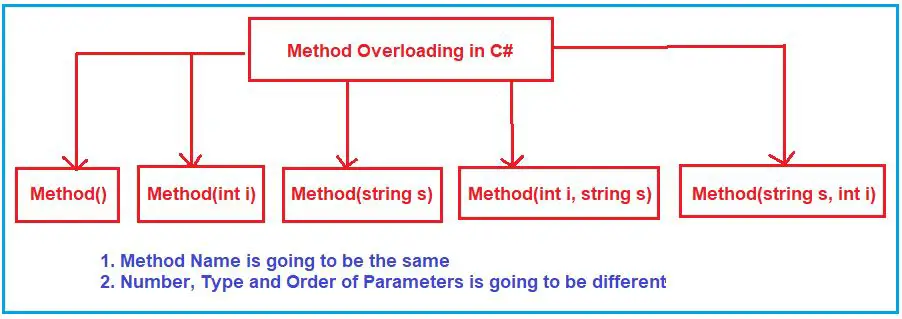 Method Overloading in C#
Method()
Method(int i)
Method(string s)
Method(int i, string s)
Method(string s, int i)
1. Method Name is going to be the same
2. Number, Type and Order of Parameters is going to be different